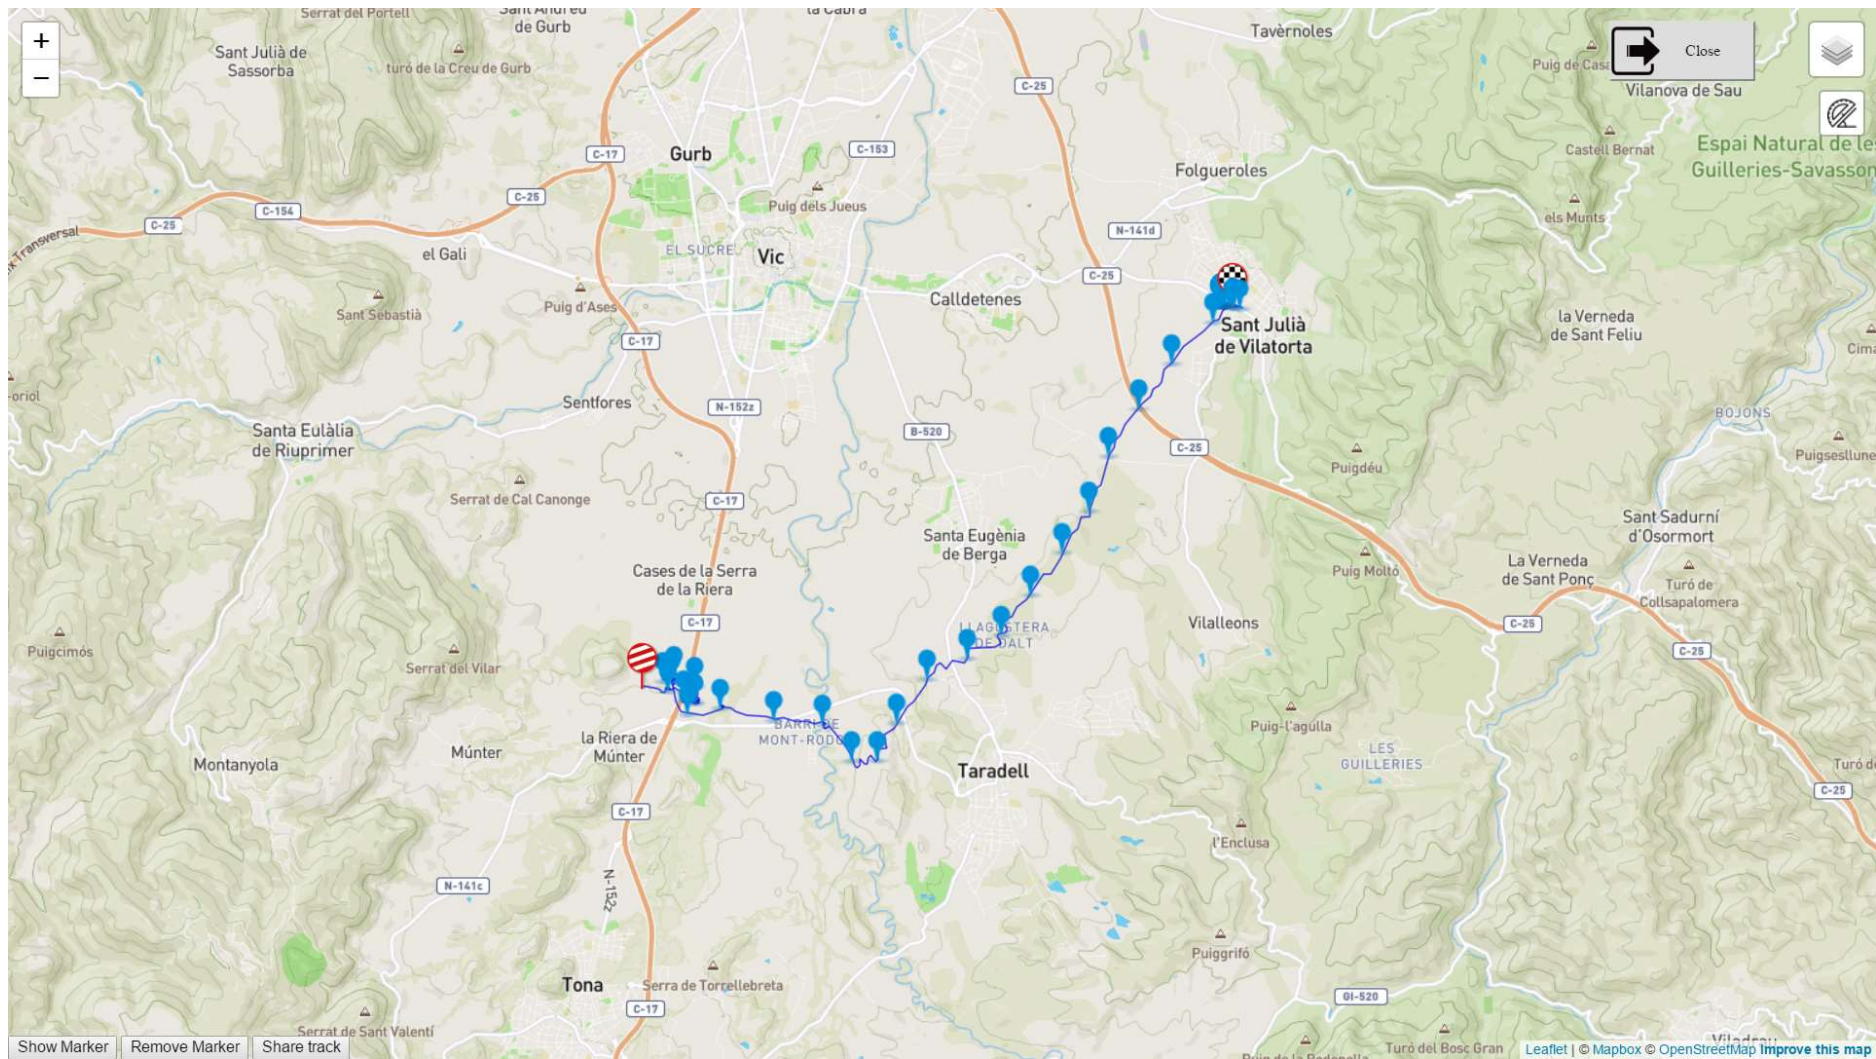 Serrat del Portell
Sant Andreu
de Gurb
la Cabra
+
−
Sant Julià de
Sassorba
turó de la Creu de Gurb
Tavèrnoles
Close
Puig de Casa
Vilanova de Sau
C-25
C-17
Gurb
C-153
Castell Bernat
Espai Natural de les
Guilleries-Savasson
Folgueroles
C-25
C-154
C-25
Puig dels Jueus
els Munts
N-141d
ix Transversal
el Gali
EL SUCRE
Vic
C-25
Calldetenes
Sant Sebastià
Puig d'Ases
C-17
Sant Julià
de Vilatorta
la Verneda
de Sant Feliu
Cima
-oriol
Sentfores
N-152z
BOJONS
Santa Eulàlia
de Riuprimer
B-520
C-25
Puigdéu
Puigsesllune
Serrat de Cal Canonge
C-17
Santa Eugènia
de Berga
Sant Sadurní
d'Osormort
Cases de la Serra
de la Riera
Puig Moltó
La Verneda
de Sant Ponç
Turó de
Collsapalomera
C-17
LLAGOSTERA
DE DALT
Vilalleons
C-25
C-25
Puigcimós
Serrat del Vilar
BARRI DE
MONT-RODÓ
Puig-l'agulla
la Riera de
Múnter
Múnter
Montanyola
LES
GUILLERIES
Taradell
Turó de
C-25
C-17
l'Enclusa
N-141c
N-152z
Puiggrifó
Tona
Serra de Torrellebreta
C-17
GI-520
Serrat de Sant Valentí
Viladrau
Turó del Bosc Gran
Puig de la Rodonella
Show Marker
Remove Marker
Share track
Leaflet | © Mapbox © OpenStreetMap Improve this map